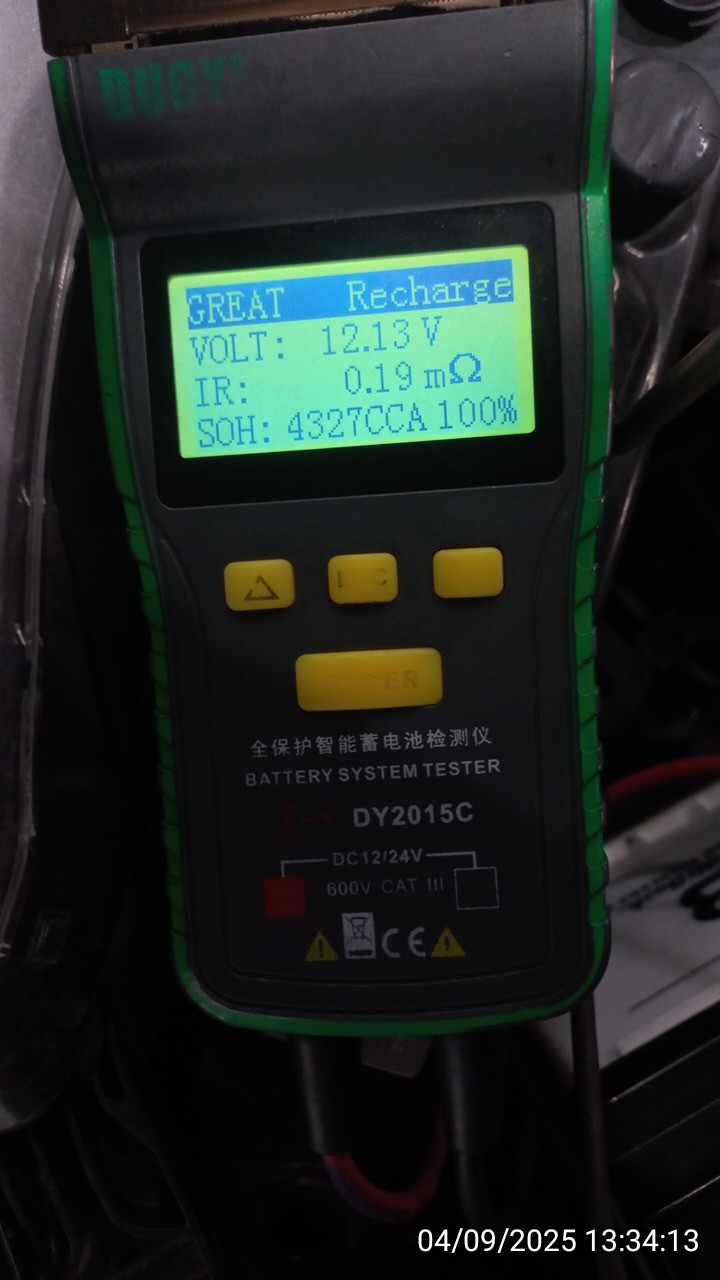 DUOYI
GREAT Recharge
VOLT: 12.13 V
IR: 0.19 mΩ
SOH: 4327CCA 100%
全保护智能蓄电池检测仪
BATTERY SYSTEM TESTER
DY2015C
DC12/24V
600V CAT III
CE
04/09/2025 13:34:13